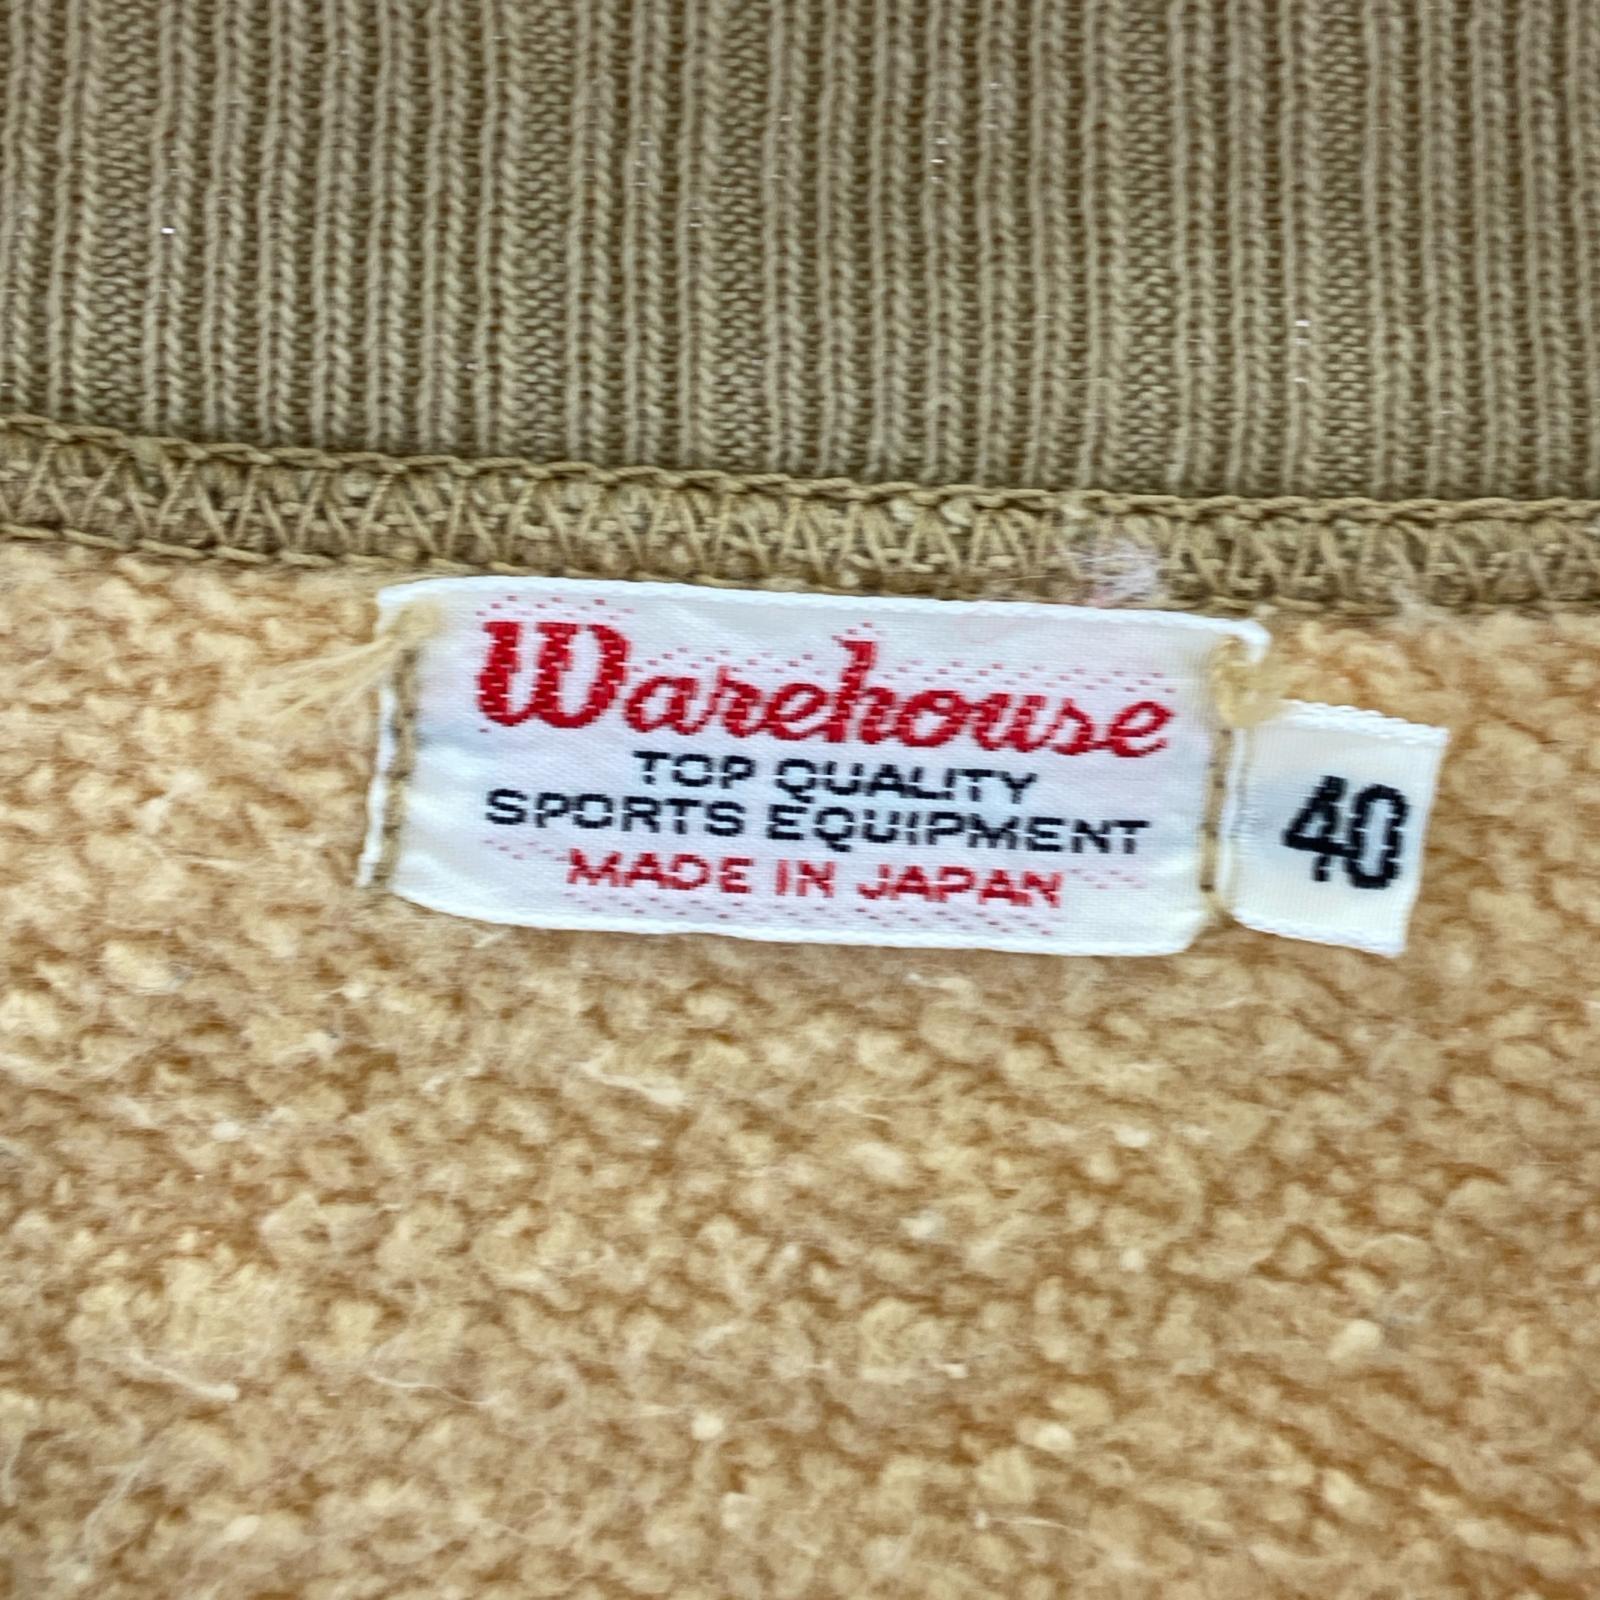 Warehouse
TOP QUALITY
SPORTS EQUIPMENT
MADE IN JAPAN
40